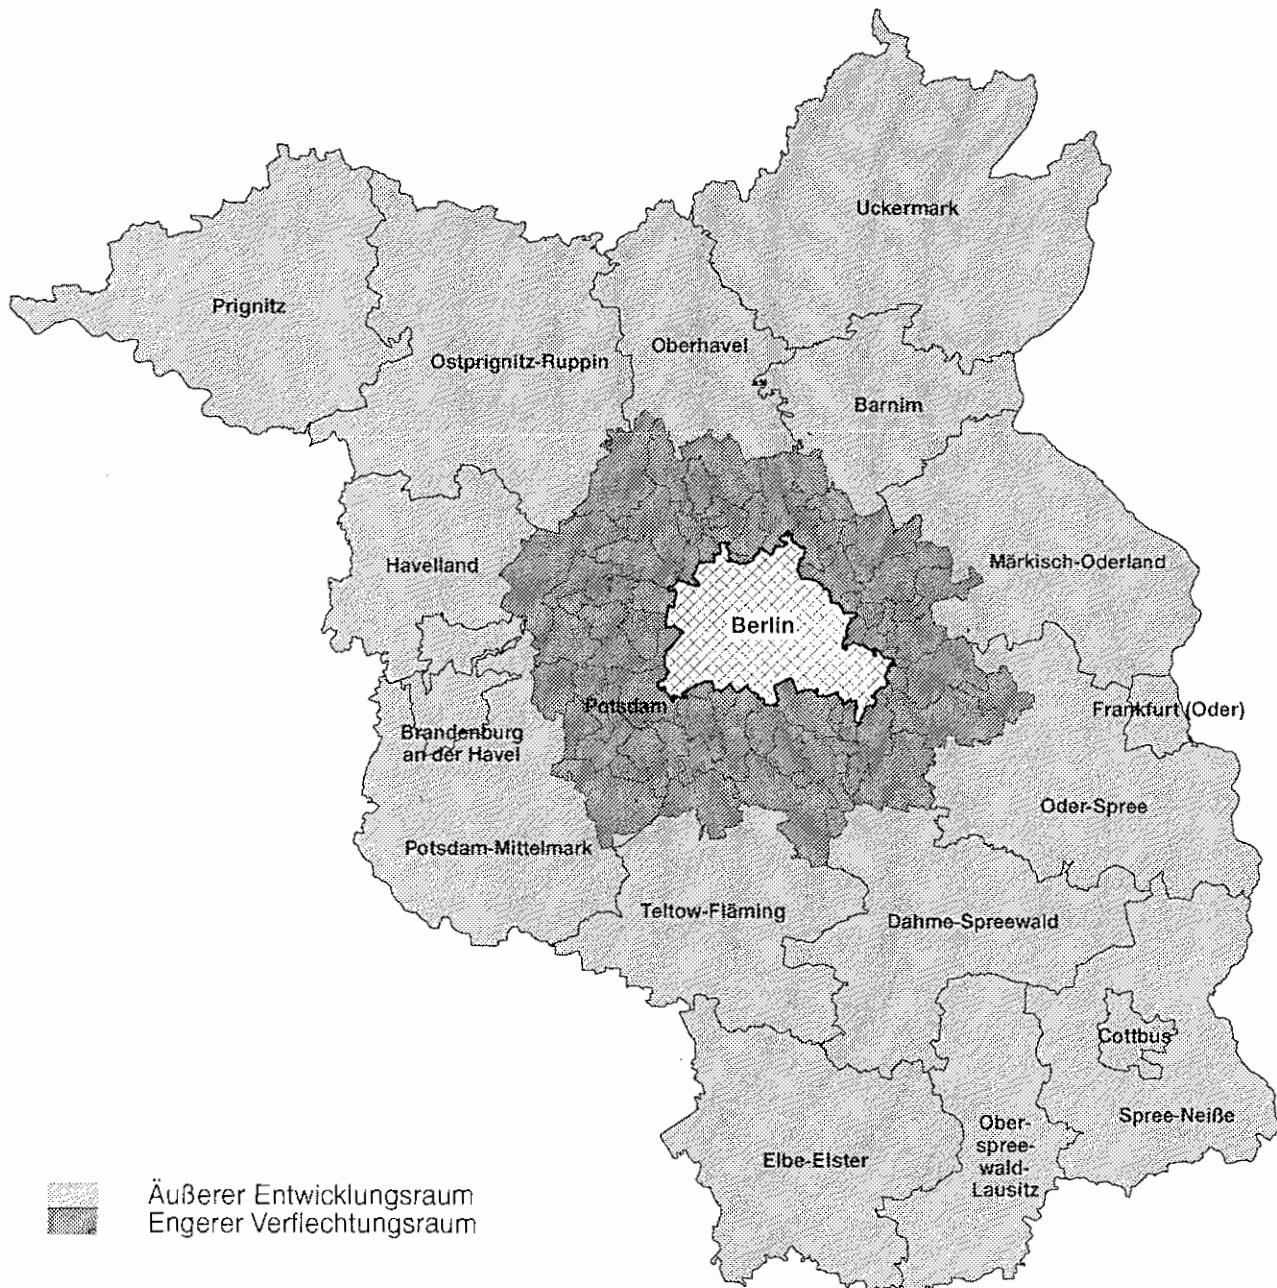 Uckermark
Prignitz
Oberhavel
Ostprignitz-Ruppin
Barnim
Havelland
Märkisch-Oderland
Berlin
Potsdam
Frankfurt (Oder)
Brandenburg
an der Havel
Oder-Spree
Potsdam-Mittelmark
Teltow-Fläming
Dahme-Spreewald
Cottbus
Spree-Neiße
Ober-
spree-
wald-
Lausitz
Elbe-Elster
Äußerer Entwicklungsraum
Engerer Verflechtungsraum